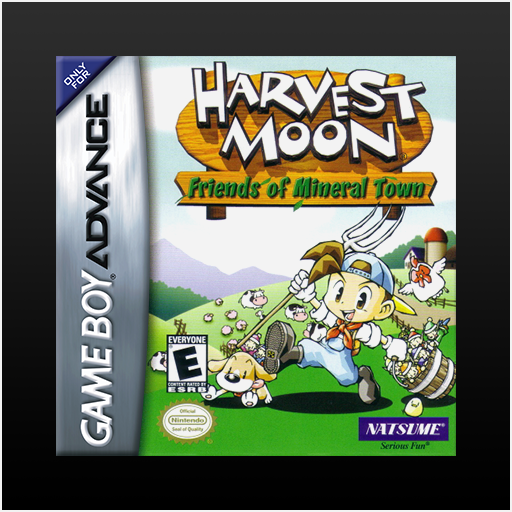 ONLY
FOR
GAME BOY ADVANCE
HARVEST
MOON
Friends of Mineral Town
EVERYONE
E
CONTENT RATED BY
ESRB
Official
Nintendo
Seal of Quality
NATSUME®
Serious Fun®